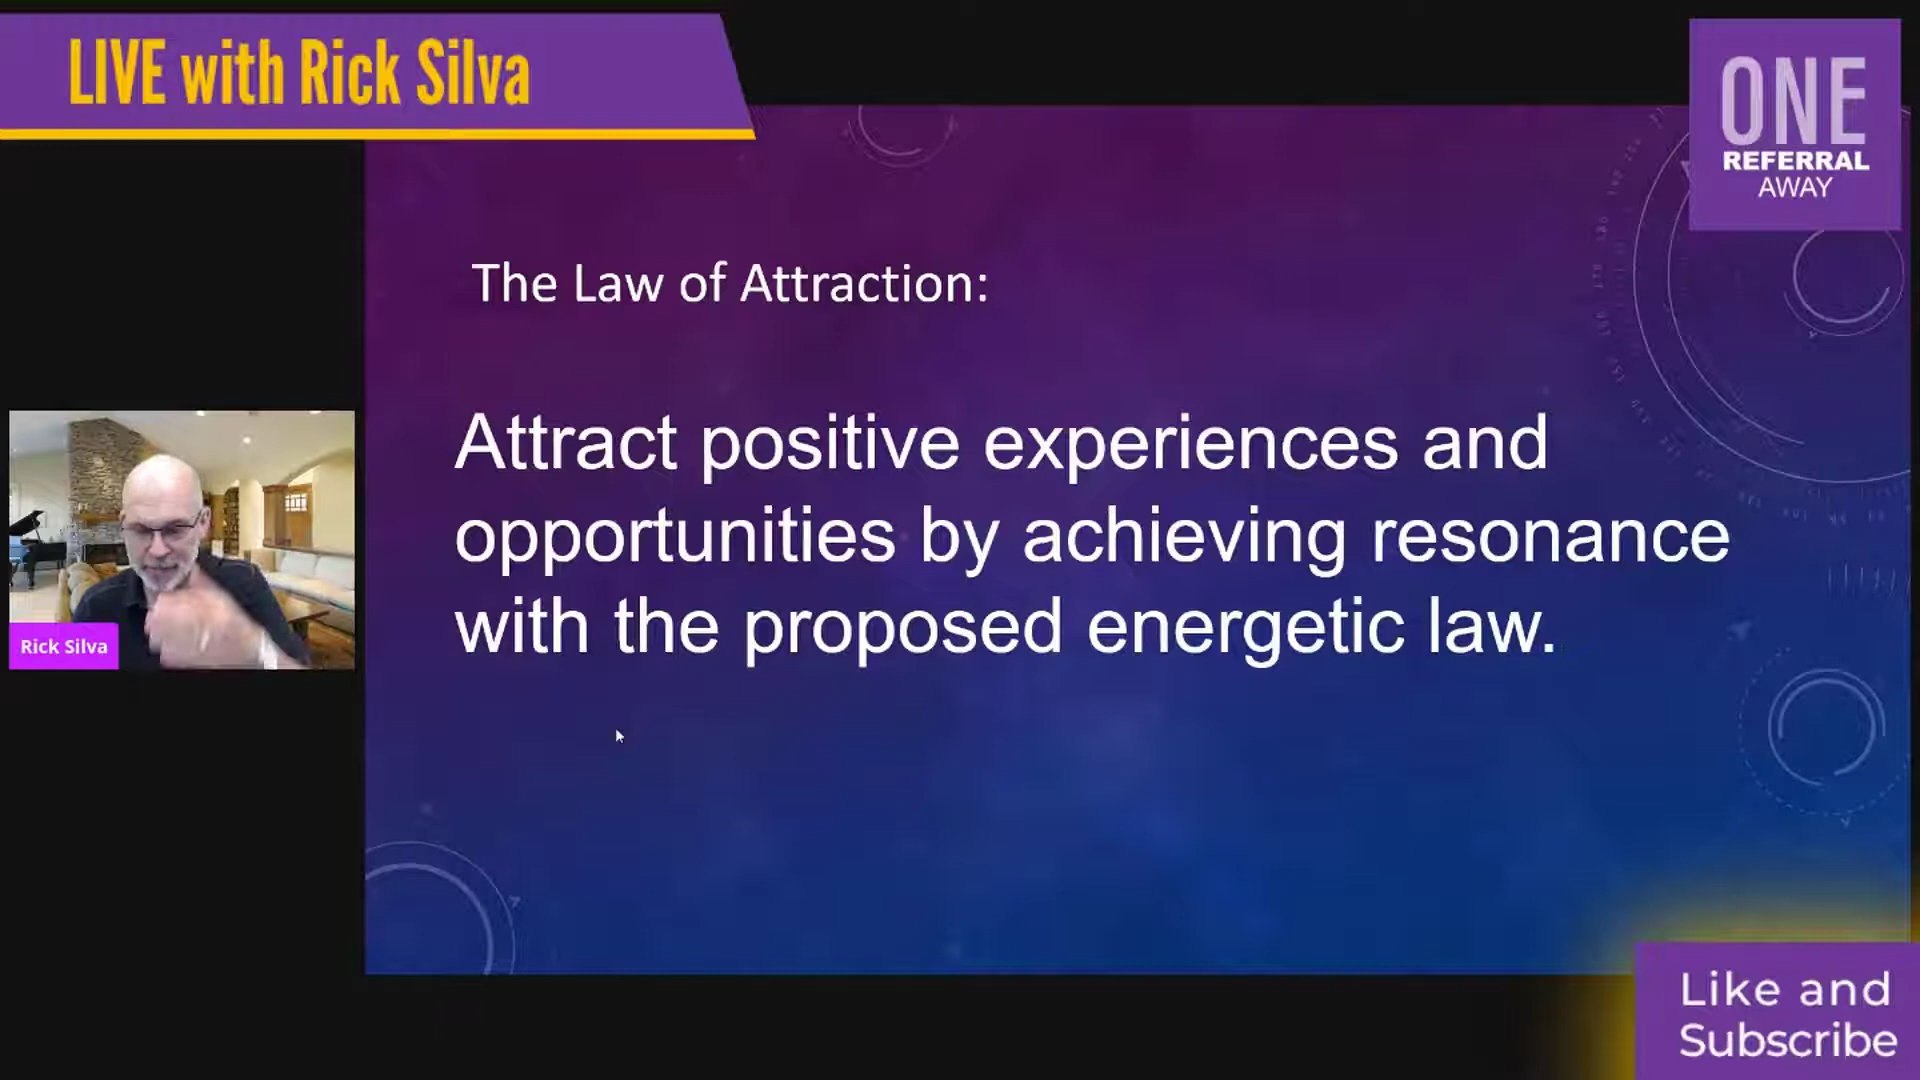 LIVE with Rick Silva
ONE
REFERRAL
AWAY
The Law of Attraction:
Attract positive experiences and
opportunities by achieving resonance
with the proposed energetic law.
Rick Silva
Like and
Subscribe